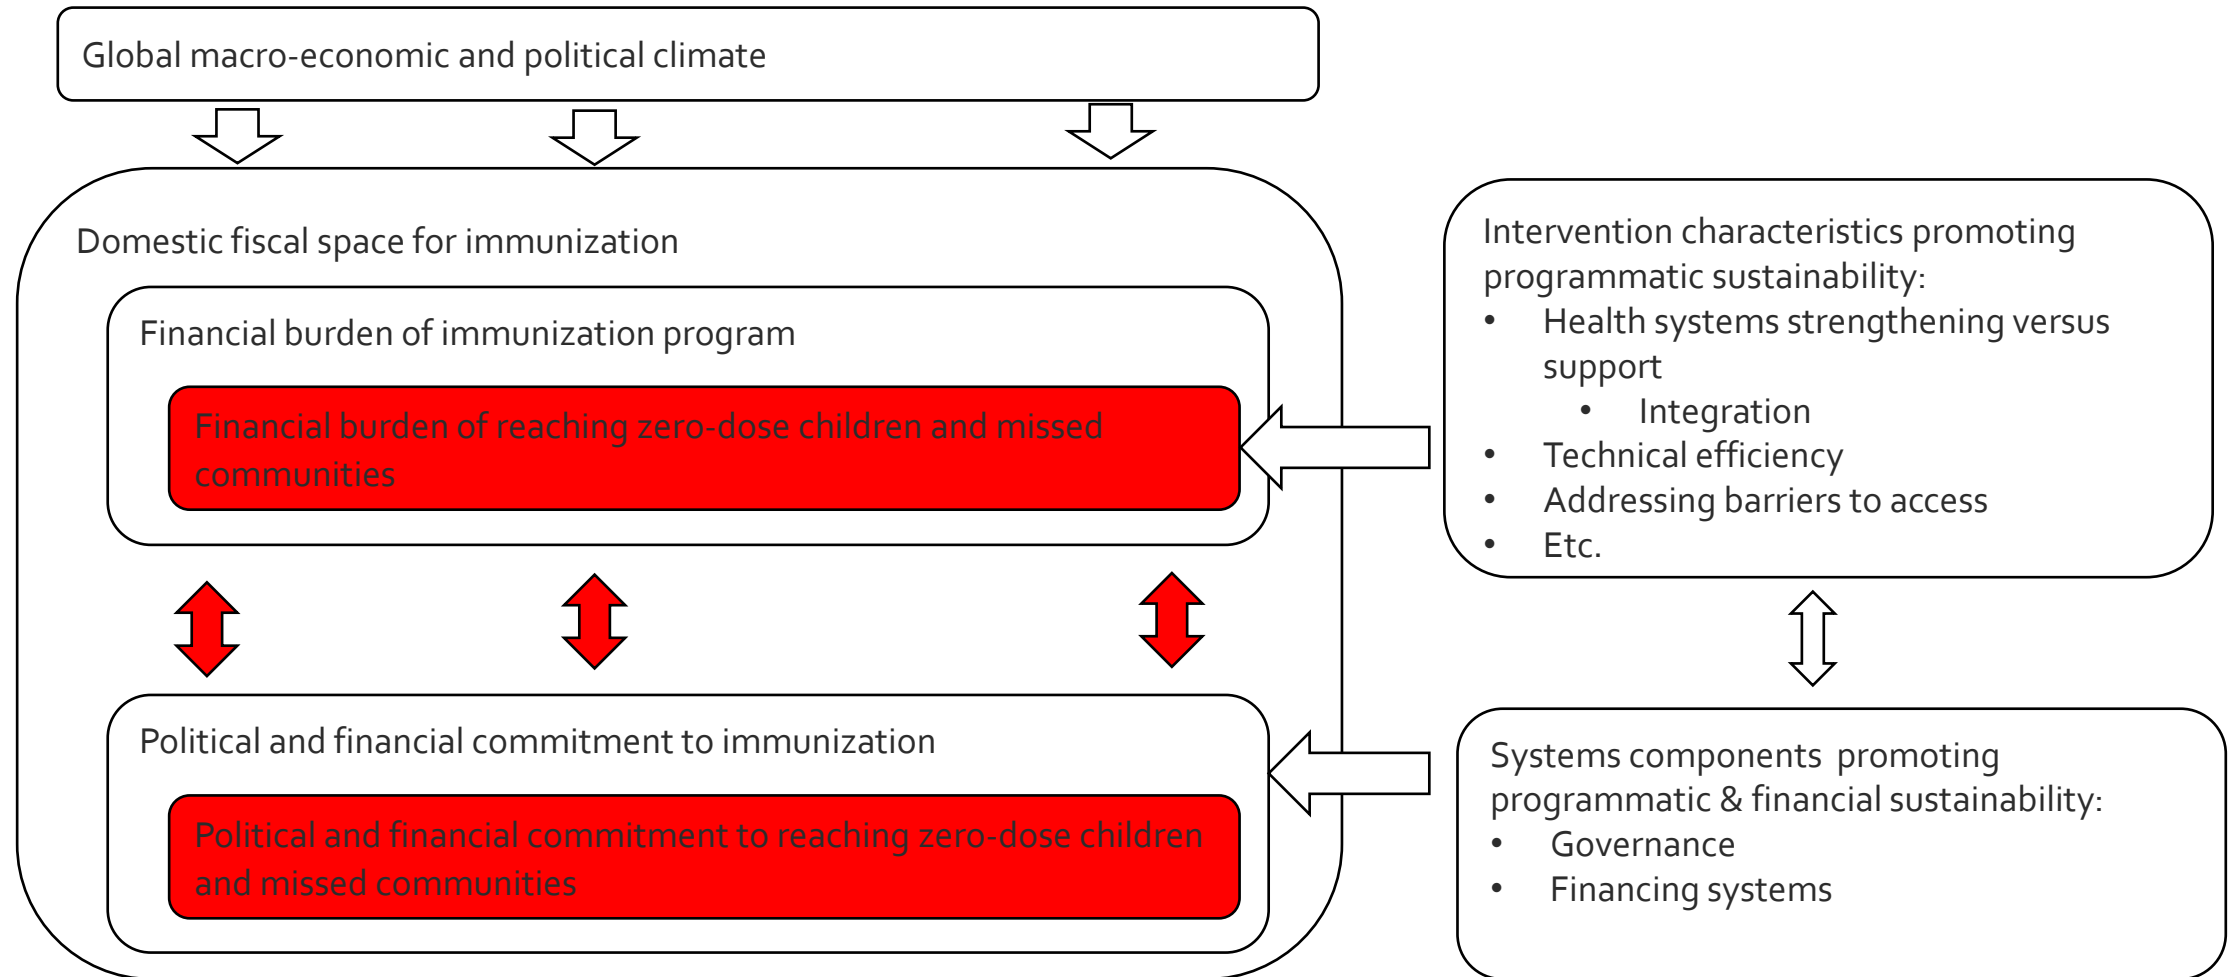 Global macro-economic and political climate
Domestic fiscal space for immunization
Financial burden of immunization program
Financial burden of reaching zero-dose children and missed
communities
Political and financial commitment to immunization
Political and financial commitment to reaching zero-dose children
and missed communities
Intervention characteristics promoting
programmatic sustainability:
• Health systems strengthening versus
support
• Integration
• Technical efficiency
• Addressing barriers to access
• Etc.
Systems components promoting
programmatic & financial sustainability:
• Governance
• Financing systems